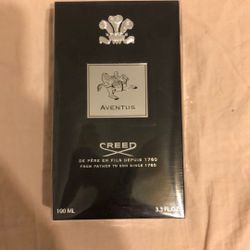 AVENTUS
CREED
DE PÈRE EN FILS DEPUIS 1760
FROM FATHER TO SON SINCE 1760
100 ML 3.3 FL.OZ